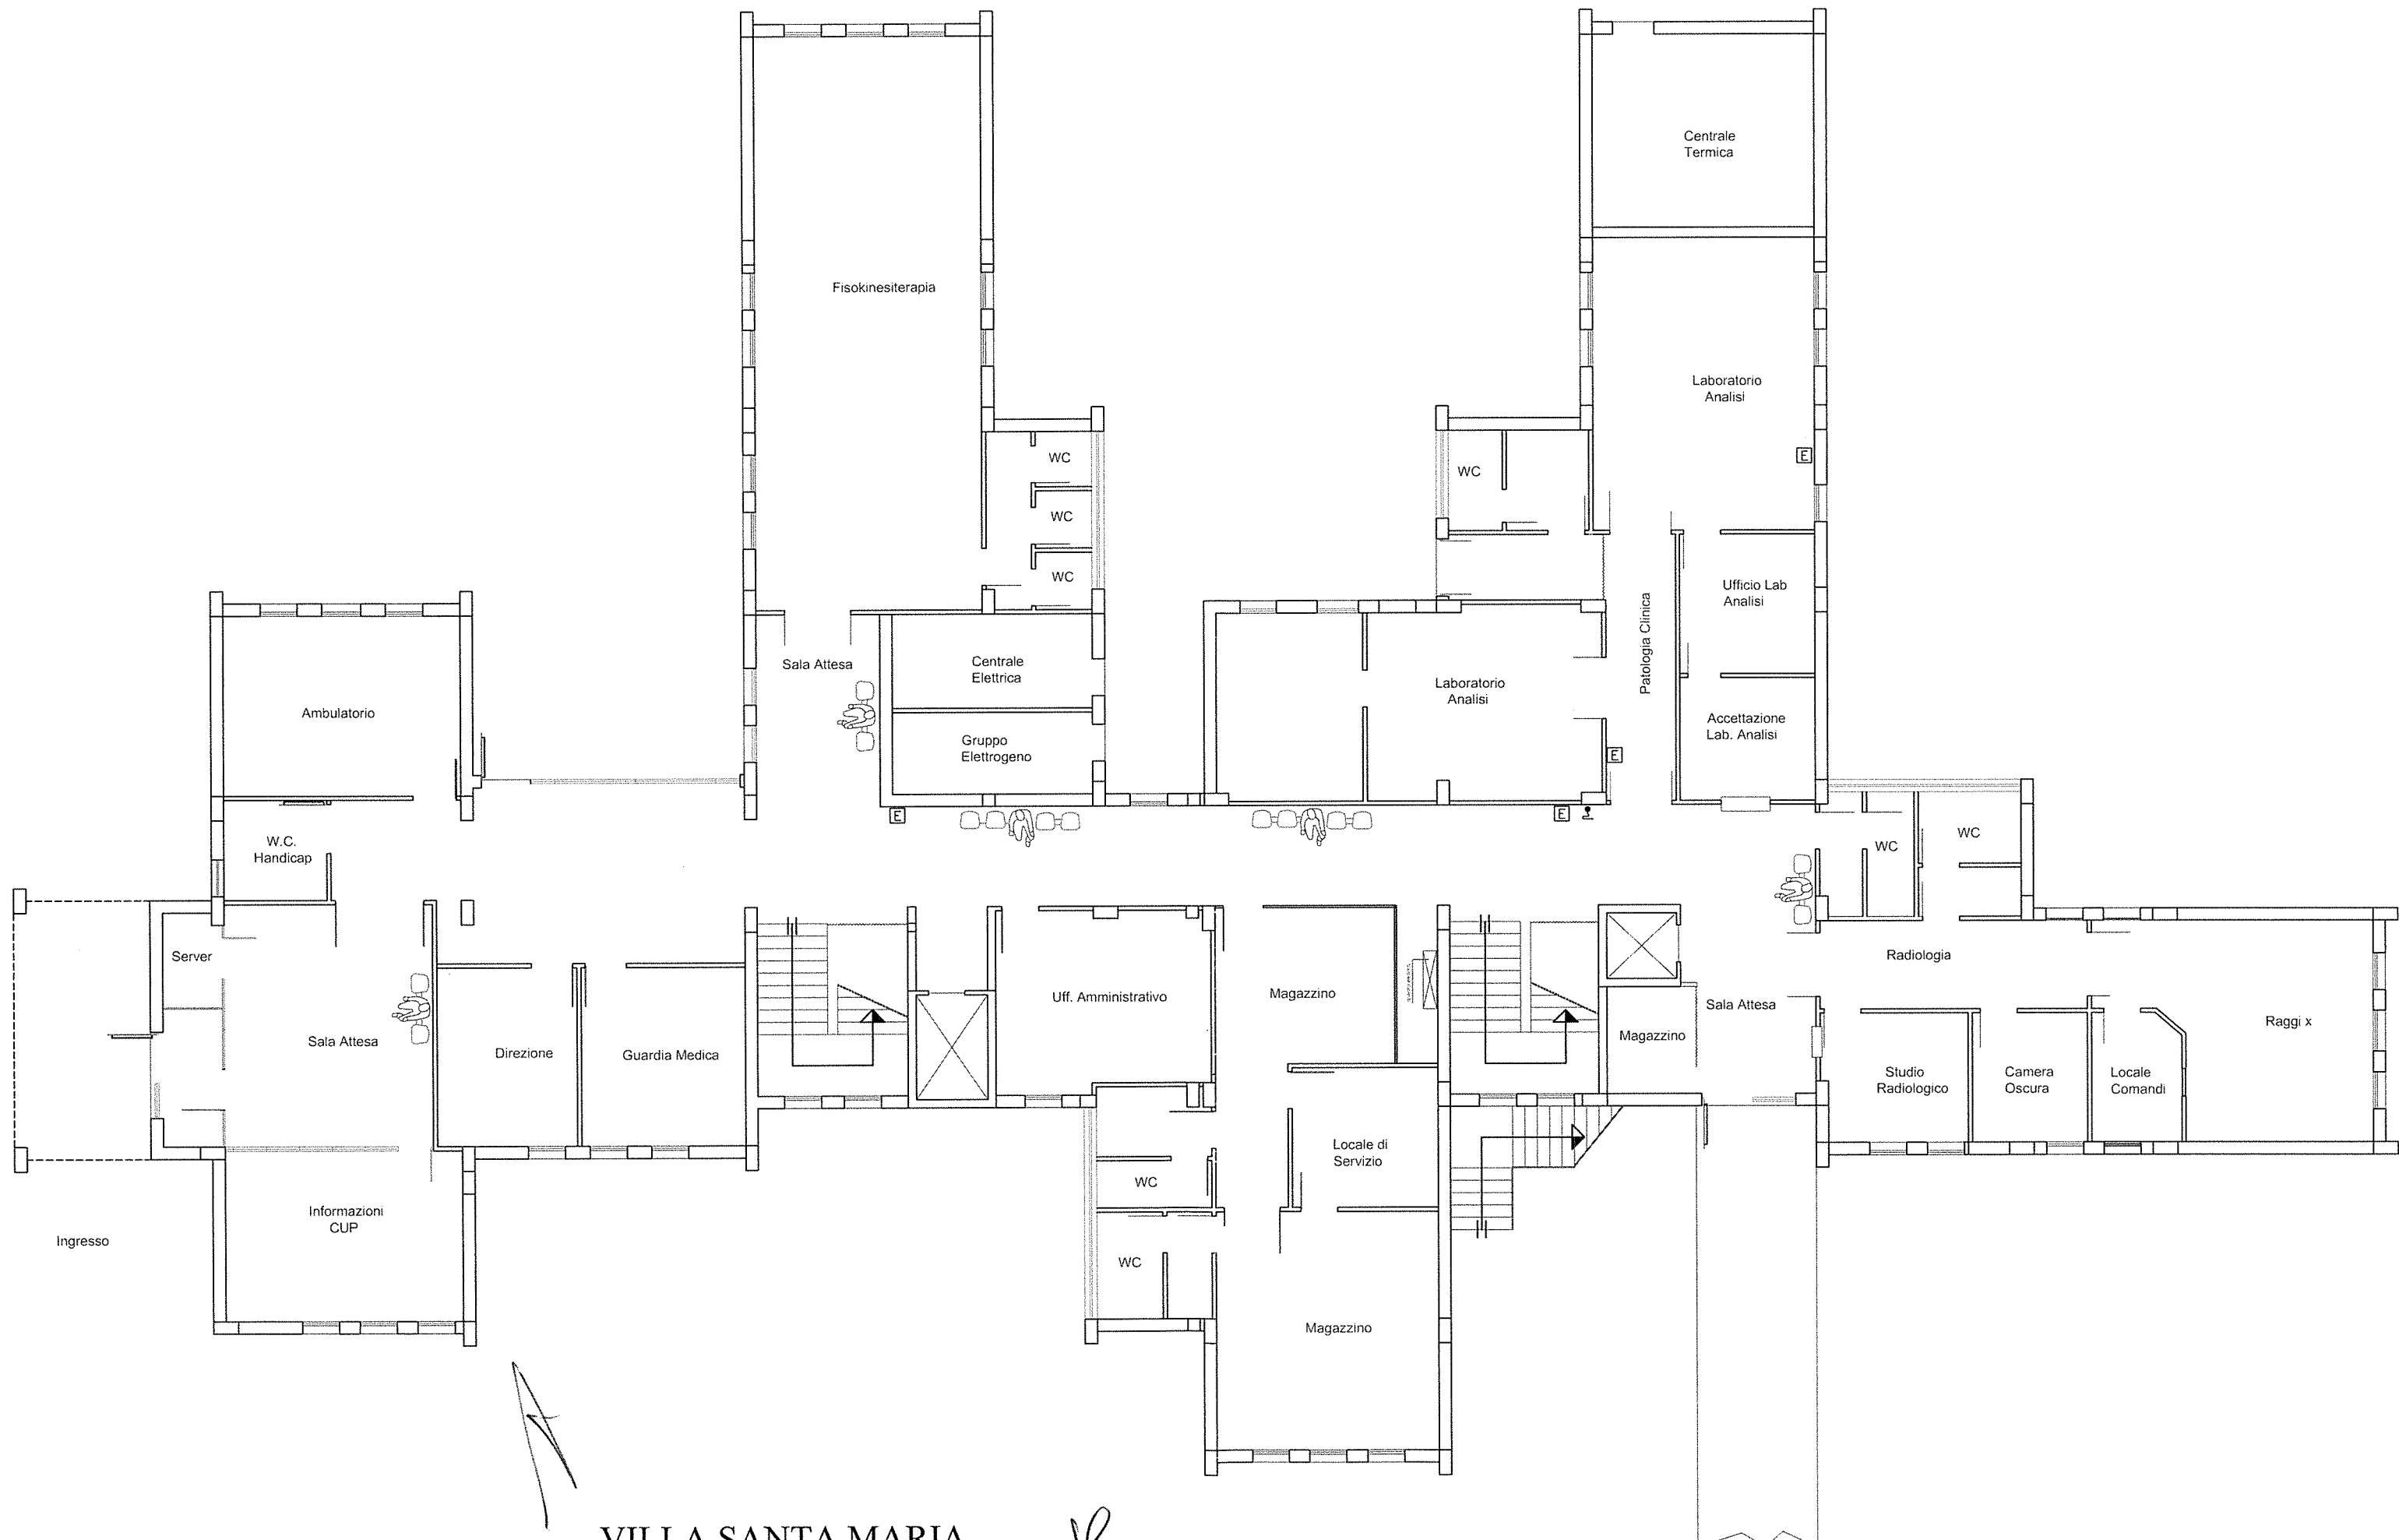 Centrale
Termica
Fisokinesiterapia
Laboratorio
Analisi
WC
E
WC
WC
WC
Ufficio Lab
Analisi
Patologia Clinica
Sala Attesa
Centrale
Elettrica
Laboratorio
Analisi
Ambulatorio
Accettazione
Lab. Analisi
Gruppo
Elettrogeno
E
E
E
W.C.
Handicap
WC
WC
Server
Radiologia
Uff. Amministrativo
Magazzino
Sala Attesa
Raggi x
Sala Attesa
Direzione
Guardia Medica
Magazzino
Studio
Radiologico
Camera
Oscura
Locale
Comandi
Locale di
Servizio
WC
Informazioni
CUP
Ingresso
WC
Magazzino
VILLA SANTA MARIA